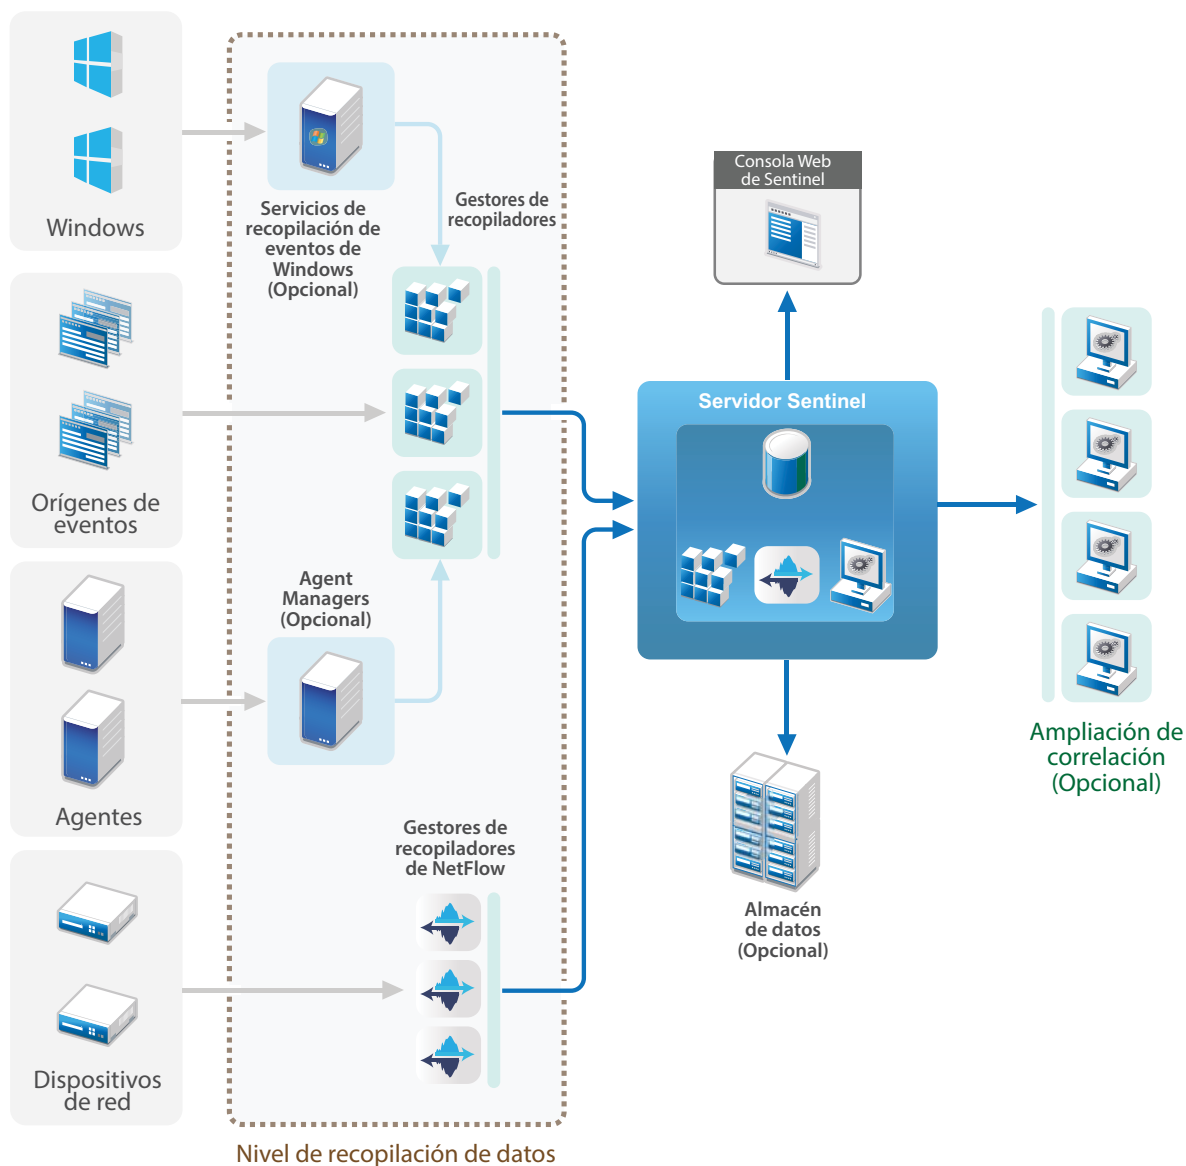 Windows
Servicios de
recopilación de
eventos de
Windows
(Opcional)
Gestores de
recopiladores
Orígenes de
eventos
Agent
Managers
(Opcional)
Agentes
Gestores de
recopiladores
de NetFlow
Dispositivos
de red
Nivel de recopilación de datos
Consola Web
de Sentinel
Servidor Sentinel
Almacén
de datos
(Opcional)
Ampliación de
correlación
(Opcional)